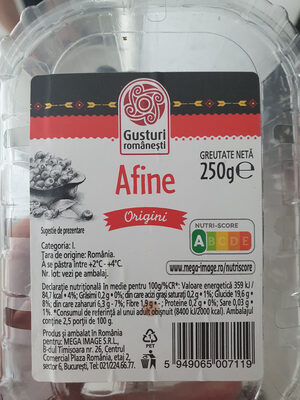 Gusturi
românești
Afine
Origini
GREUTATE NETĂ
250g℮
Sugestie de prezentare
NUTRI-SCORE
A B C D E
www.mega-image.ro/nutriscore
Categoria: I.
Țara de origine: România.
A se păstra între +2°C - +4°C.
Nr. lot: vezi pe ambalaj.
Declarație nutrițională în medie pentru 100g/%CR*: Valoare energetică 359 kJ /
84,7 kcal • 4%; Grăsimi 0,2 g • 0%; din care acizi grași saturați 0,2 g • 1%; Glucide 19,6 g •
8%, din care zaharuri 6,3 g • 7%; Fibre 1,9 g • -; Proteine 0,2 g • 0%; Sare 0,03 g •
1%. *Consumul de referință al unui adult obișnuit (8400 kJ/2000 kcal). Ambalajul
conține 2,5 porții de 100 g.
Produs și ambalat în România
pentru: MEGA IMAGE S.R.L.,
B-dul Timișoara nr. 26, Centrul
Comercial Plaza România, etaj 2,
sector 6, București, Tel: 021/224.66.77.
PET
5 949065 007119